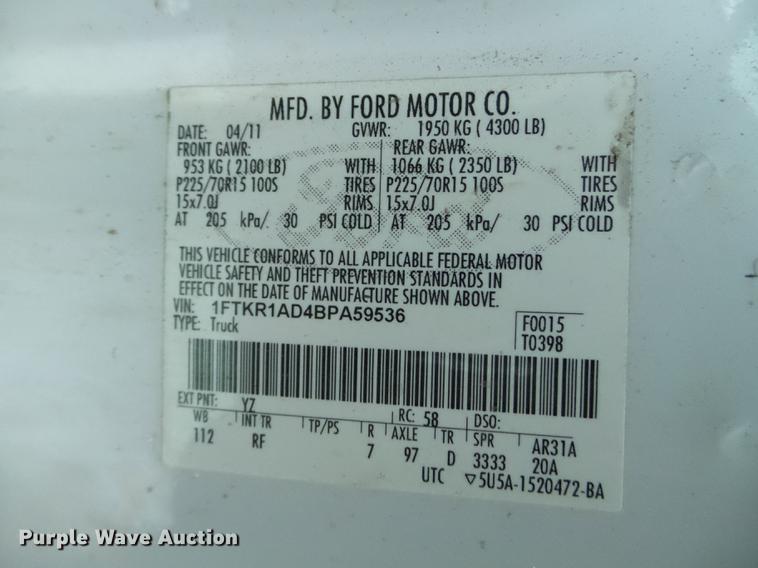 MFD. BY FORD MOTOR CO.
DATE: 04/11 GVWR: 1950 KG ( 4300 LB)
FRONT GAWR: REAR GAWR:
953 KG ( 2100 LB) WITH 1066 KG ( 2350 LB) WITH
P225/70R15 100S TIRES P225/70R15 100S TIRES
15x7.0J RIMS 15x7.0J RIMS
AT 205 kPa/ 30 PSI COLD AT 205 kPa/ 30 PSI COLD
THIS VEHICLE CONFORMS TO ALL APPLICABLE FEDERAL MOTOR
VEHICLE SAFETY AND THEFT PREVENTION STANDARDS IN
EFFECT ON THE DATE OF MANUFACTURE SHOWN ABOVE.
VIN: 1FTKR1AD4BPA59536
TYPE: Truck
F0015
T0398
EXT PNT: YZ RC: 58 DSO:
WB INT TR TP/PS R AXLE TR SPR AR31A
112 RF 7 97 D 3333 20A
UTC ▽5U5A-1520472-BA
Purple Wave Auction